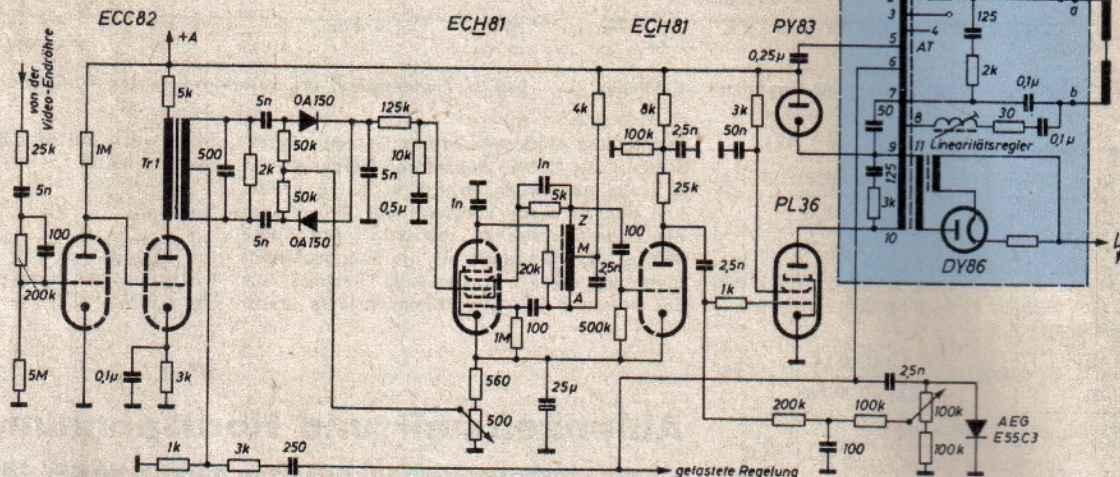 ECC82
ECH81
ECH81
PY83
+A
von der
Video-Endröhre
25k
5n
100
200k
5M
1M
5k
Tr1
500
2k
5n
50k
50k
5n
OA150
OA150
5n
125k
10k
0,5µ
0,1µ
3k
1k
3k
250
1n
1n
5k
20k
Z
M
A
25n
1M
100
560
500
25µ
4k
100
500k
8k
100k
2,5n
25k
2,5n
3k
50n
1k
0,25µ
PL36
2
3
4
5
6
7
8
9
10
11
AT
125
2k
a
b
0,1µ
50
30
0,1µ
Linearitätsregler
125
3k
DY86
2,5n
200k
100k
100
100k
100k
AEG
E55C3
getastete Regelung